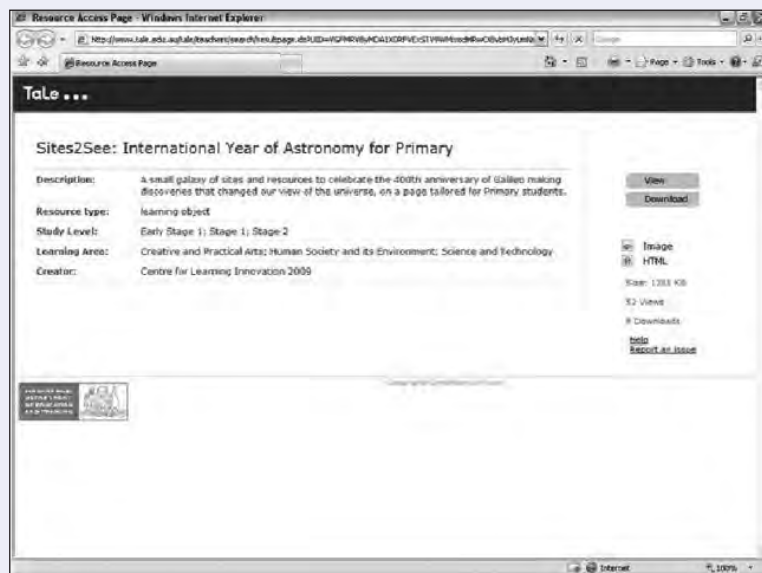 Resource Access Page - Windows Internet Explorer
Resource Access Page
Page
Tools
TaLe ...
Sites2See: International Year of Astronomy for Primary
Description: A small galaxy of sites and resources to celebrate the 400th anniversary of Galileo making
discoveries that changed our view of the universe, on a page tailored for Primary students.
View
Download
Resource type: learning object
Study Level: Early Stage 1; Stage 1; Stage 2
Learning Area: Creative and Practical Arts; Human Society and its Environment; Science and Technology
Image
HTML
Creator: Centre for Learning Innovation 2009
52 Views
Downloads
help
Report an issue
Internet
100%